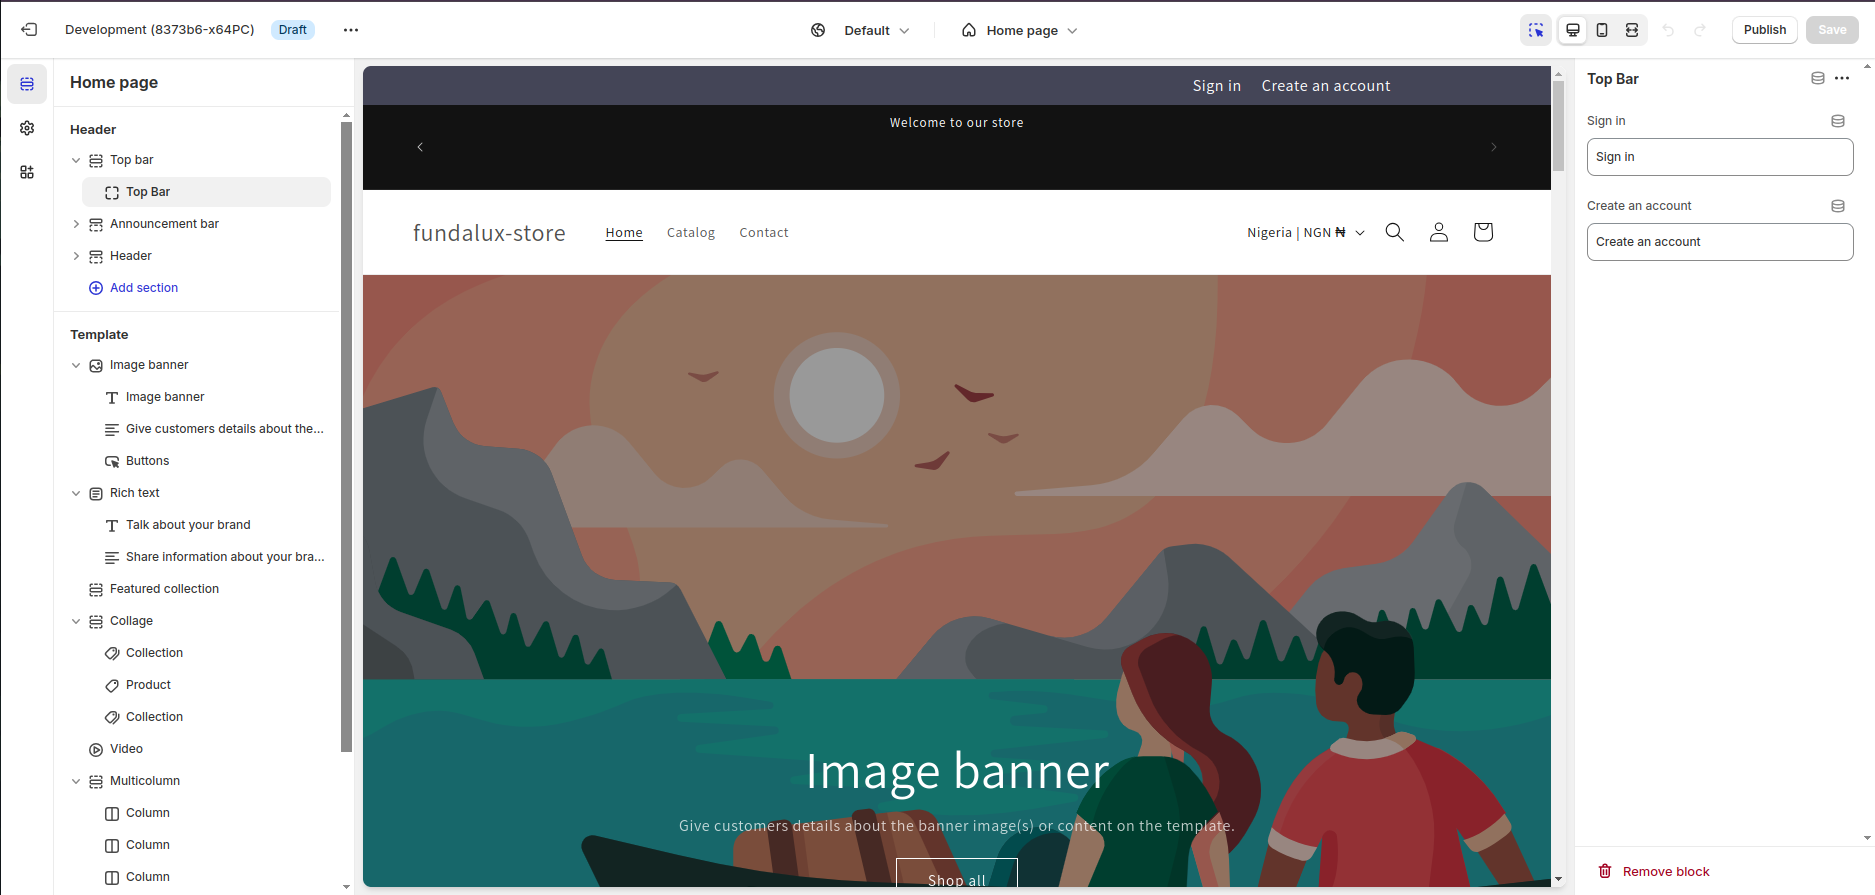 Development (8373b6-x64PC) Draft
Default
Home page
Publish
Save
Home page
Header
Top bar
Top Bar
Announcement bar
Header
Add section
Template
Image banner
Image banner
Give customers details about the...
Buttons
Rich text
Talk about your brand
Share information about your bra...
Featured collection
Collage
Collection
Product
Collection
Video
Multicolumn
Column
Column
Column
Sign in Create an account
Welcome to our store
fundalux-store Home Catalog Contact Nigeria | NGN ₦
Image banner
Give customers details about the banner image(s) or content on the template.
Shop all
Top Bar
Sign in
Sign in
Create an account
Create an account
Remove block